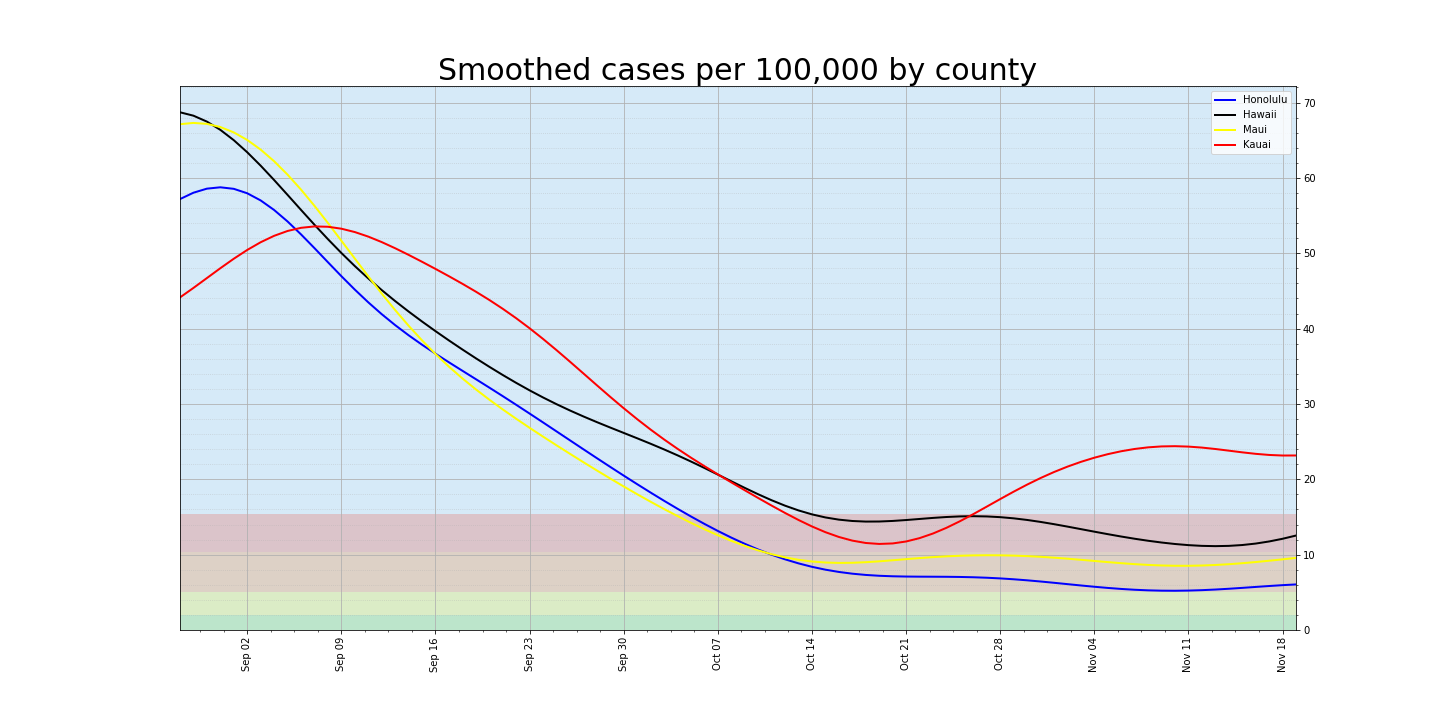 Smoothed cases per 100,000 by county
Honolulu
Hawaii
Maui
Kauai
70
60
50
40
30
20
10
0
Sep 02
Sep 09
Sep 16
Sep 23
Sep 30
Oct 07
Oct 14
Oct 21
Oct 28
Nov 04
Nov 11
Nov 18